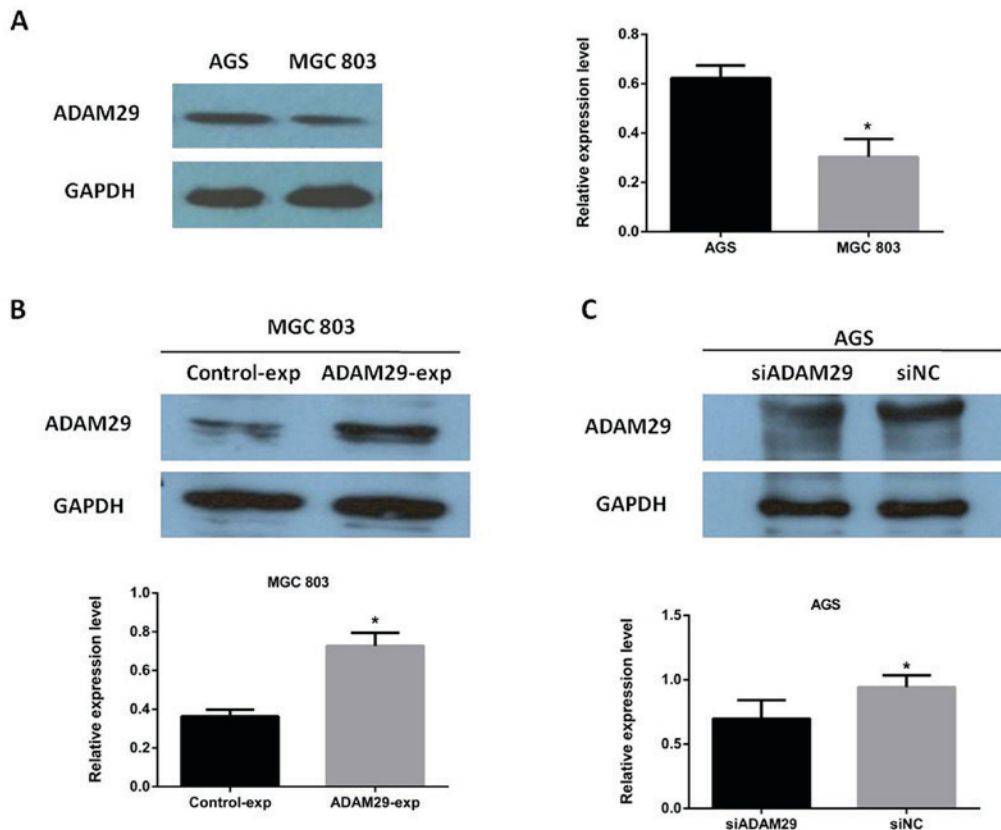 A
AGS MGC 803
ADAM29
GAPDH
Relative expression level
0.8
0.6
0.4
0.2
0.0
*
AGS MGC 803
B
MGC 803
Control-exp ADAM29-exp
ADAM29
GAPDH
MGC 803
Relative expression level
1.0
0.8
0.6
0.4
0.2
0.0
*
Control-exp ADAM29-exp
C
AGS
siADAM29 siNC
ADAM29
GAPDH
AGS
Relative expression level
1.5
1.0
0.5
0.0
*
siADAM29 siNC